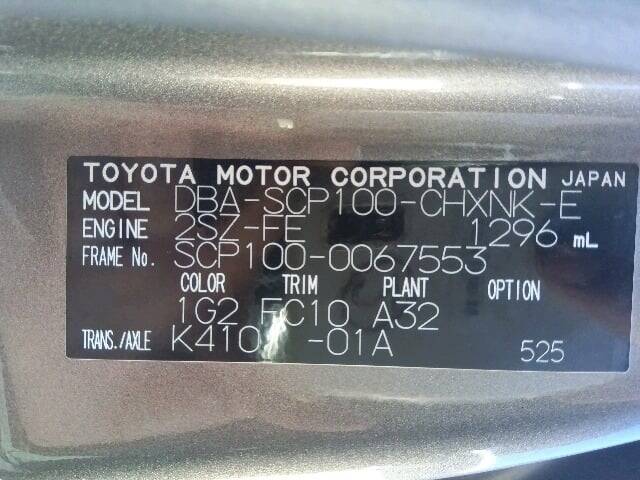 TOYOTA MOTOR CORPORATION JAPAN
MODEL DBA-SCP100-CHXNK-E
ENGINE 2SZ-FE 1296 mL
FRAME No. SCP100-0067553
COLOR TRIM PLANT OPTION
1G2 FC10 A32
TRANS./AXLE -01A 525